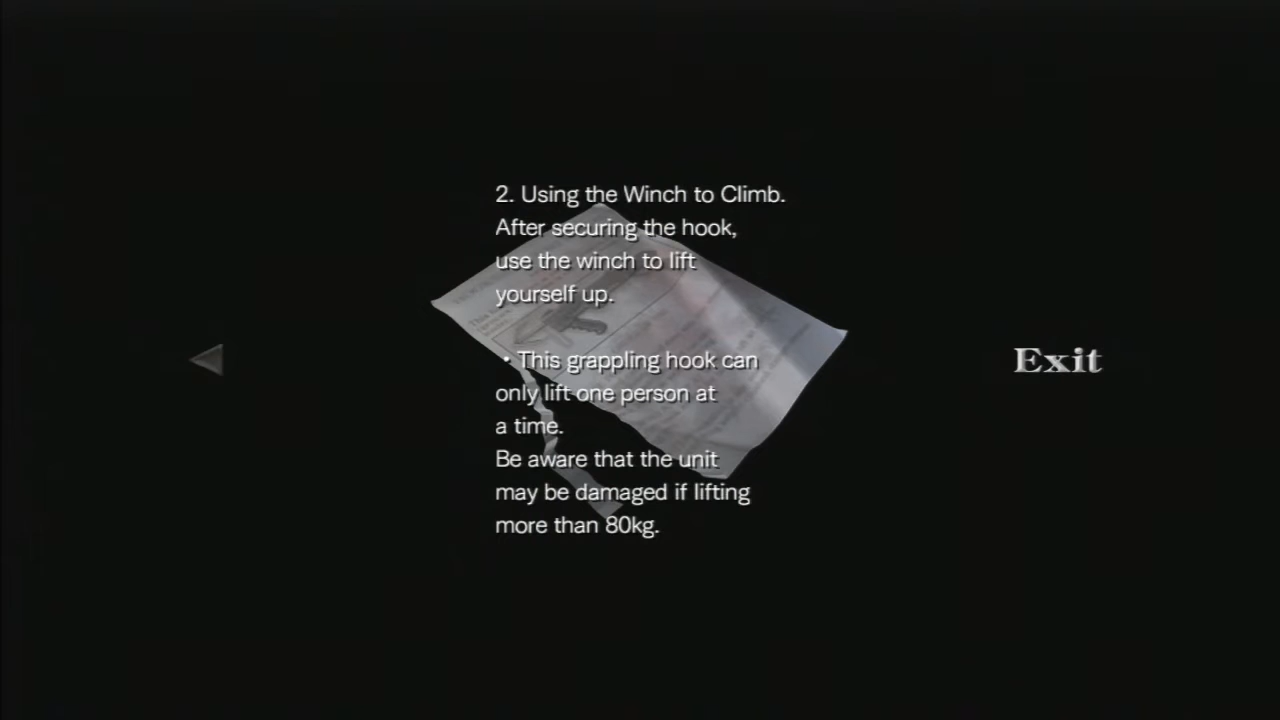 2. Using the Winch to Climb.
After securing the hook,
use the winch to lift
yourself up.
・This grappling hook can
only lift one person at
a time.
Be aware that the unit
may be damaged if lifting
more than 80kg.
Exit